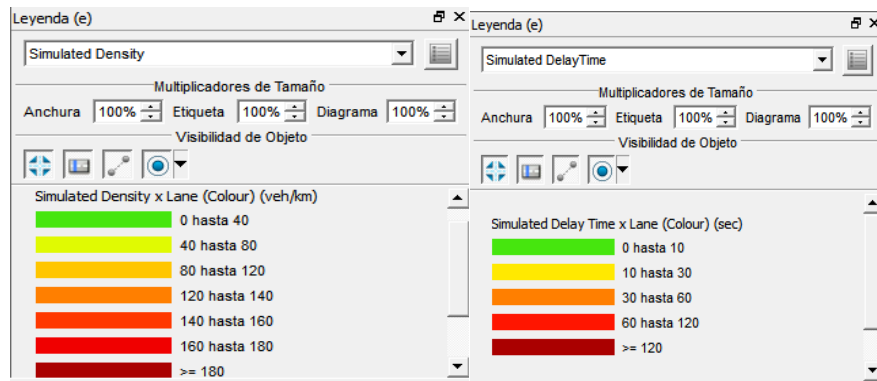 Leyenda (e)
Simulated Density
Multiplicadores de Tamaño
Anchura 100% Etiqueta 100% Diagrama 100%
Visibilidad de Objeto
Simulated Density x Lane (Colour) (veh/km)
0 hasta 40
40 hasta 80
80 hasta 120
120 hasta 140
140 hasta 160
160 hasta 180
>= 180
Leyenda (e)
Simulated DelayTime
Multiplicadores de Tamaño
Anchura 100% Etiqueta 100% Diagrama 100%
Visibilidad de Objeto
Simulated Delay Time x Lane (Colour) (sec)
0 hasta 10
10 hasta 30
30 hasta 60
60 hasta 120
>= 120